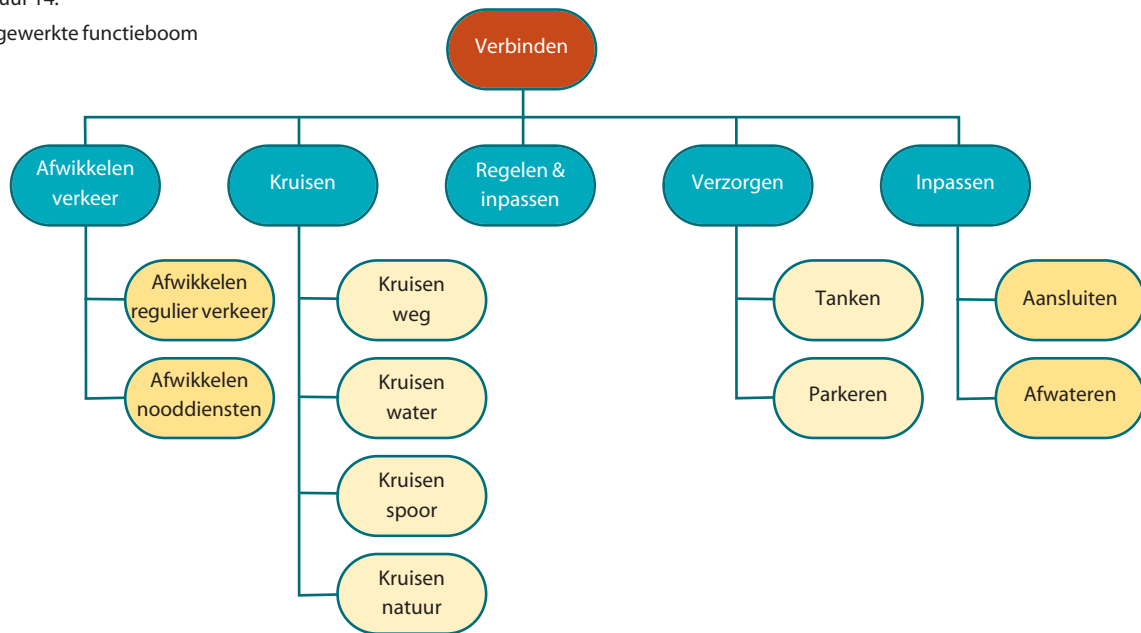 14.
gewerkte functieboom
Verbinden
Afwikkelen
verkeer
Kruisen
Regelen &
inpassen
Verzorgen
Inpassen
Afwikkelen
regulier verkeer
Kruisen
weg
Tanken
Aansluiten
Afwikkelen
nooddiensten
Kruisen
water
Parkeren
Afwateren
Kruisen
spoor
Kruisen
natuur